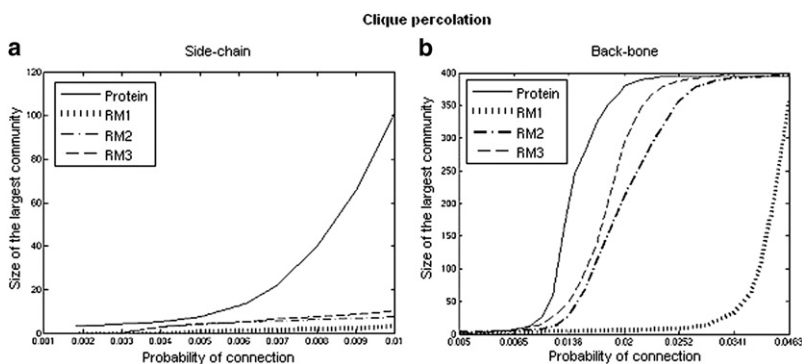 Clique percolation
a
Side-chain
Size of the largest community
120
100
80
60
40
20
0
Protein
RM1
RM2
RM3
0.001
0.002
0.003
0.004
0.005
0.006
0.007
0.008
0.009
0.01
Probability of connection
b
Back-bone
Size of the largest community
400
350
300
250
200
150
100
50
0
Protein
RM1
RM2
RM3
0.005
0.0065
0.0136
0.02
0.0252
0.0341
0.0463
Probability of connection